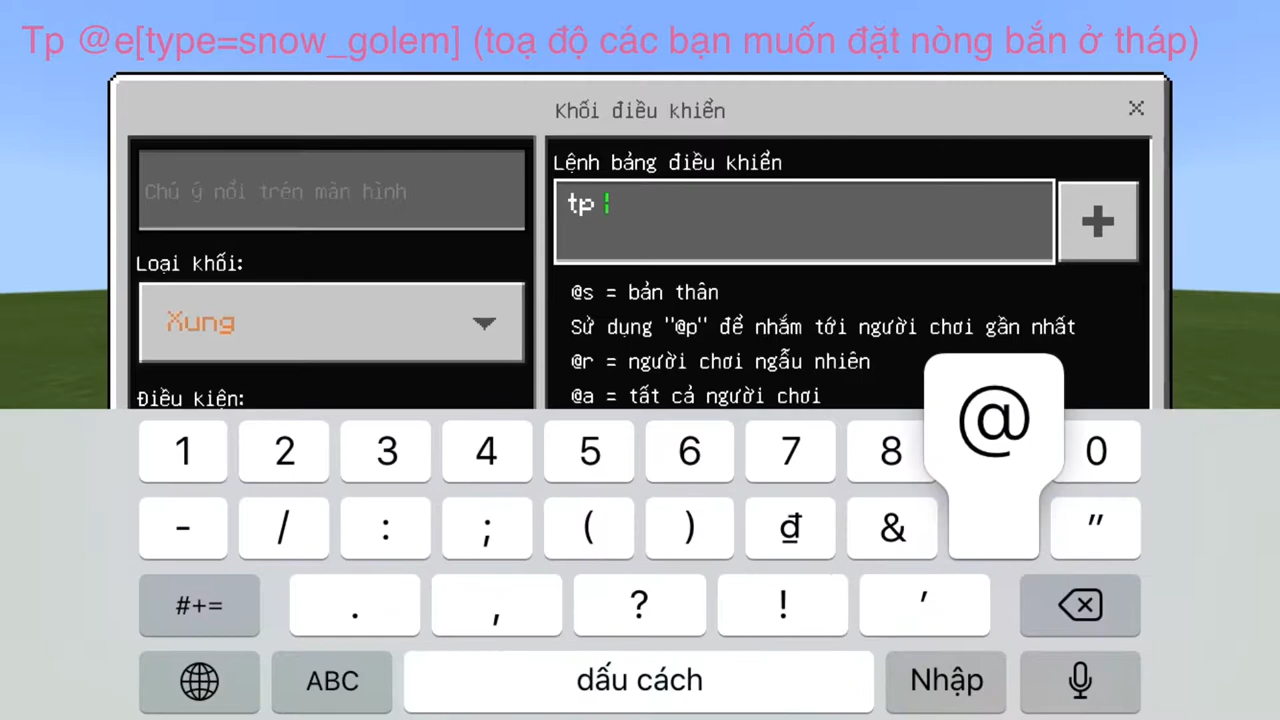 Tp @e[type=snow_golem] (toạ độ các bạn muốn đặt nòng bắn ở tháp)
Khối điều khiển
Chú ý nổi trên màn hình
Loại khối:
Xung
Điều kiện:
Lệnh bảng điều khiển
tp
@s = bản thân
Sử dụng "@p" để nhắm tới người chơi gần nhất
@r = người chơi ngẫu nhiên
@a = tất cả người chơi
1 2 3 4 5 6 7 8 @ 0
- / : ; ( ) đ & "
#+= . , ? ! '
ABC dấu cách Nhập